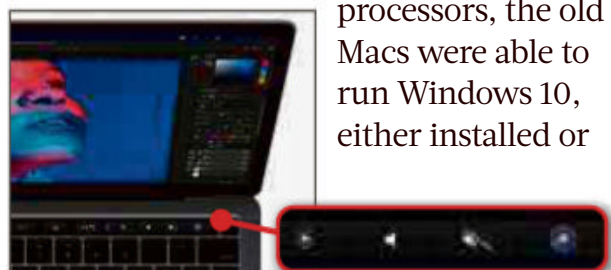 processors, the old
Macs were able to
run Windows 10,
either installed or